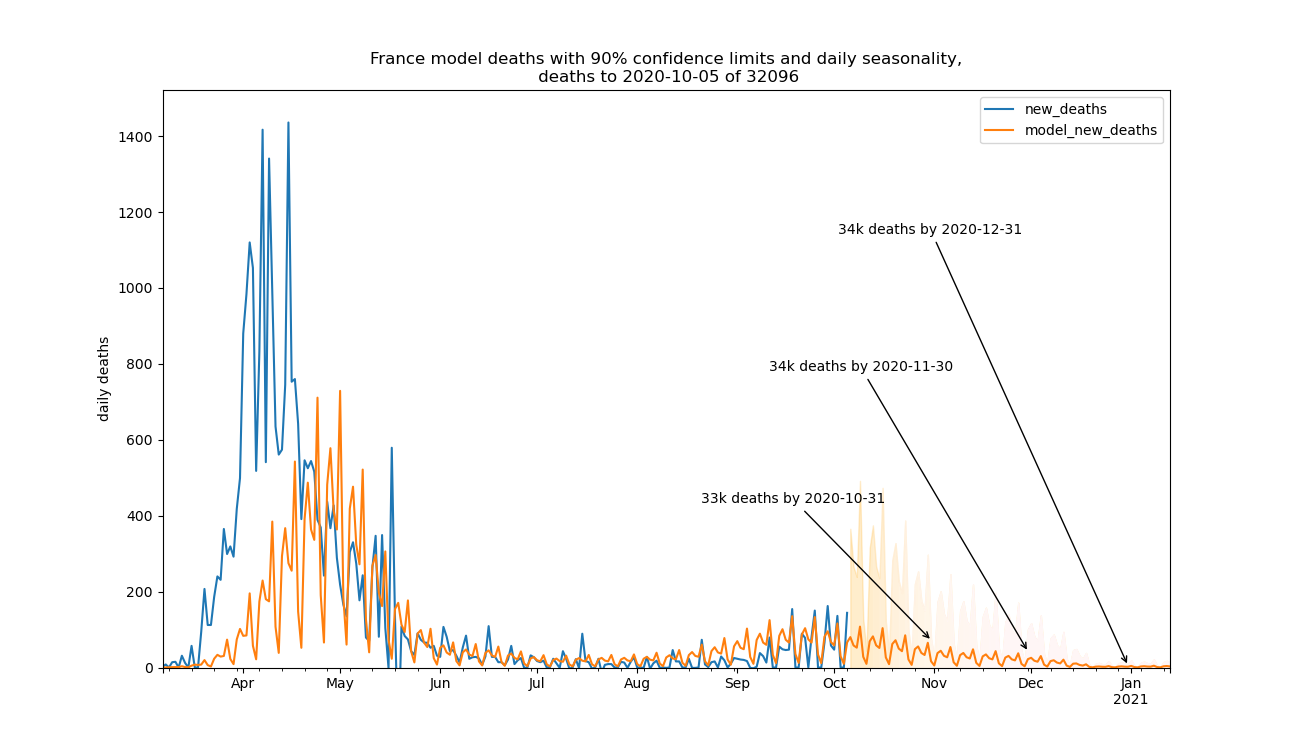 France model deaths with 90% confidence limits and daily seasonality,
deaths to 2020-10-05 of 32096
new_deaths
model_new_deaths
1400
1200
1000
800
600
400
200
0
daily deaths
34k deaths by 2020-12-31
34k deaths by 2020-11-30
33k deaths by 2020-10-31
Apr May Jun Jul Aug Sep Oct Nov Dec Jan
2021